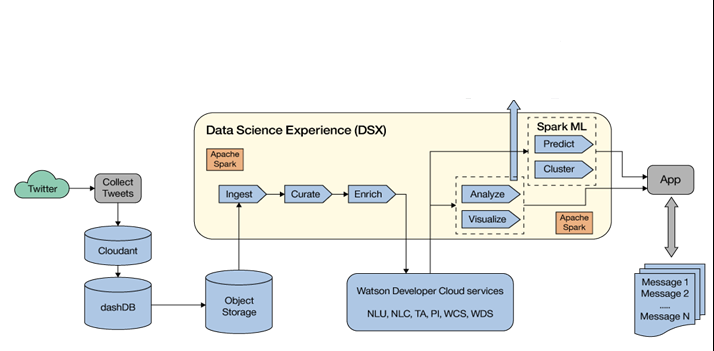 Data Science Experience (DSX)
Spark ML
Apache
Spark
Predict
Cluster
Twitter
Collect
Tweets
Ingest
Curate
Enrich
Analyze
Visualize
App
Apache
Spark
Cloudant
dashDB
Object
Storage
Watson Developer Cloud services
NLU, NLC, TA, PI, WCS, WDS
Message 1
Message 2
.....
Message N